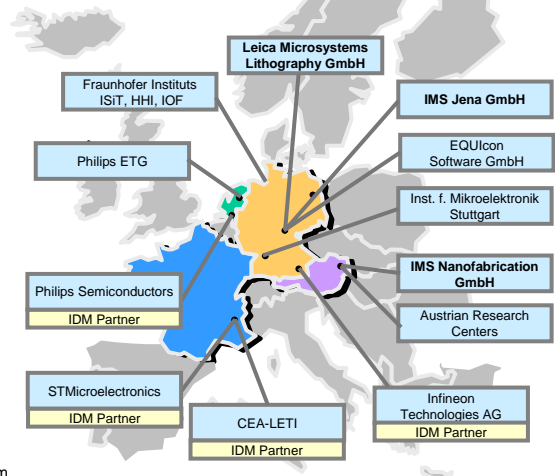 Leica Microsystems
Lithography GmbH
Fraunhofer Instituts
ISiT, HHI, IOF
IMS Jena GmbH
Philips ETG
EQUIcon
Software GmbH
Inst. f. Mikroelektronik
Stuttgart
IMS Nanofabrication
GmbH
Philips Semiconductors
IDM Partner
Austrian Research
Centers
STMicroelectronics
IDM Partner
CEA-LETI
IDM Partner
Infineon
Technologies AG
IDM Partner
m